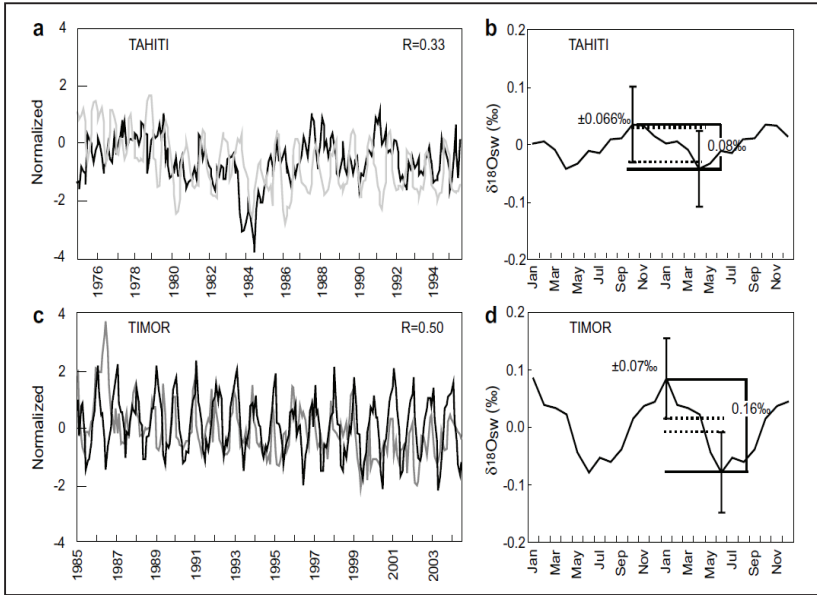 a
TAHITI
R=0.33
Normalized
4
2
0
-2
-4
1976
1978
1979
1980
1982
1983
1984
1986
1988
1990
1992
1994
b
TAHITI
δ18Osw (‰)
0.2
0.1
0
-0.1
-0.2
±0.066‰
0.08‰
Jan
Mar
May
Jul
Sep
Nov
Jan
Mar
May
Jul
Sep
Nov
c
TIMOR
R=0.50
Normalized
4
2
0
-2
-4
1985
1987
1989
1991
1993
1995
1997
1999
2001
2003
d
TIMOR
δ18Osw (‰)
0.2
0.1
0.0
-0.1
-0.2
±0.07‰
0.16‰
Jan
Mar
May
Jul
Sep
Nov
Jan
Mar
May
Jul
Sep
Nov